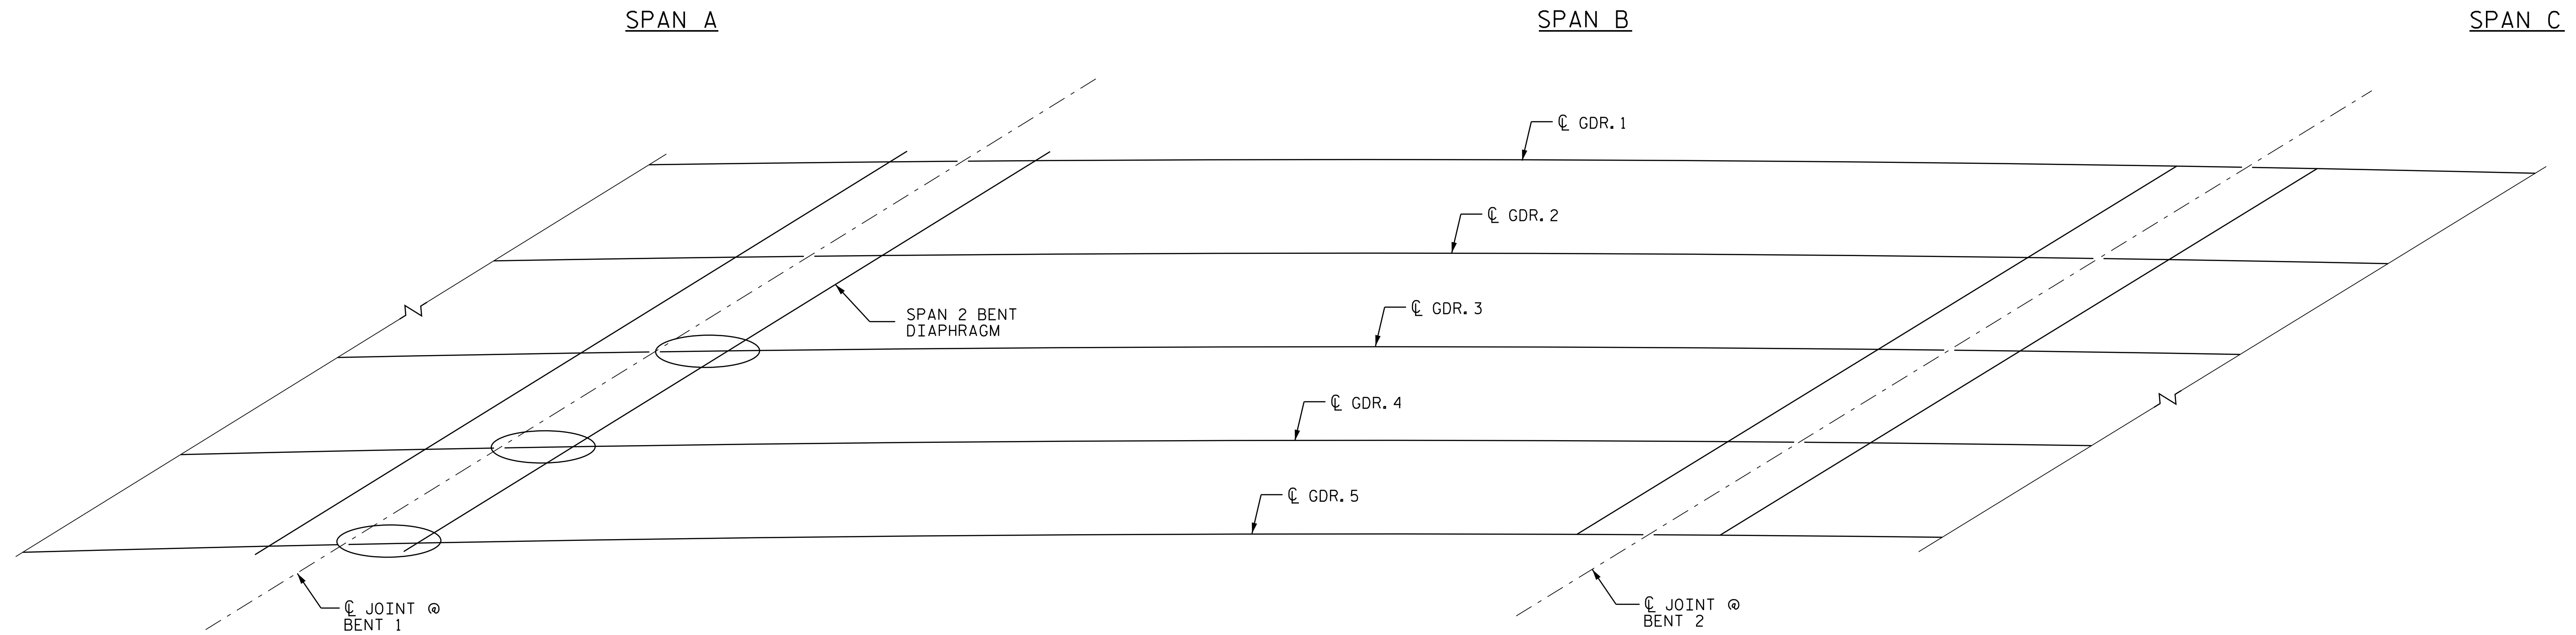 SPAN A
SPAN B
SPAN C
℄ GDR. 1
℄ GDR. 2
℄ GDR. 3
SPAN 2 BENT
DIAPHRAGM
℄ GDR. 4
℄ GDR. 5
℄ JOINT @
BENT 1
℄ JOINT @
BENT 2